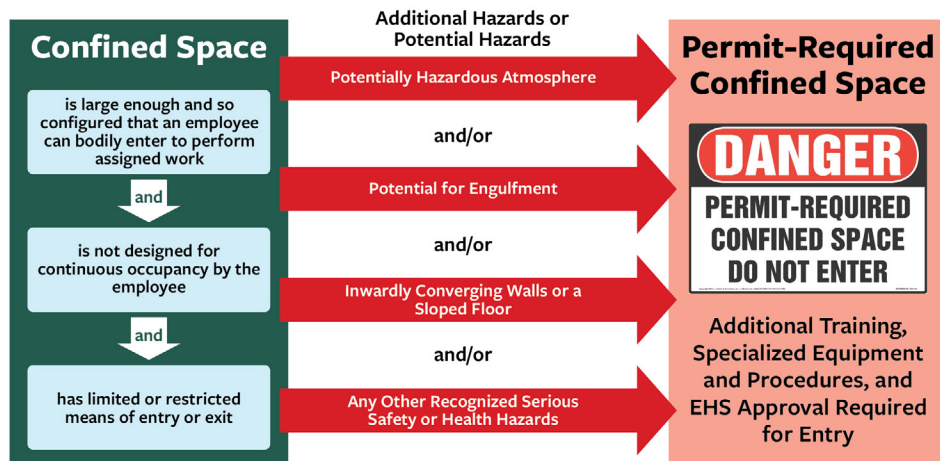 Confined Space
is large enough and so
configured that an employee
can bodily enter to perform
assigned work
and
is not designed for
continuous occupancy by the
employee
and
has limited or restricted
means of entry or exit
Additional Hazards or
Potential Hazards
Potentially Hazardous Atmosphere
and/or
Potential for Engulfment
and/or
Inwardly Converging Walls or a
Sloped Floor
and/or
Any Other Recognized Serious
Safety or Health Hazards
Permit-Required
Confined Space
DANGER
PERMIT-REQUIRED
CONFINED SPACE
DO NOT ENTER
Additional Training,
Specialized Equipment
and Procedures, and
EHS Approval Required
for Entry